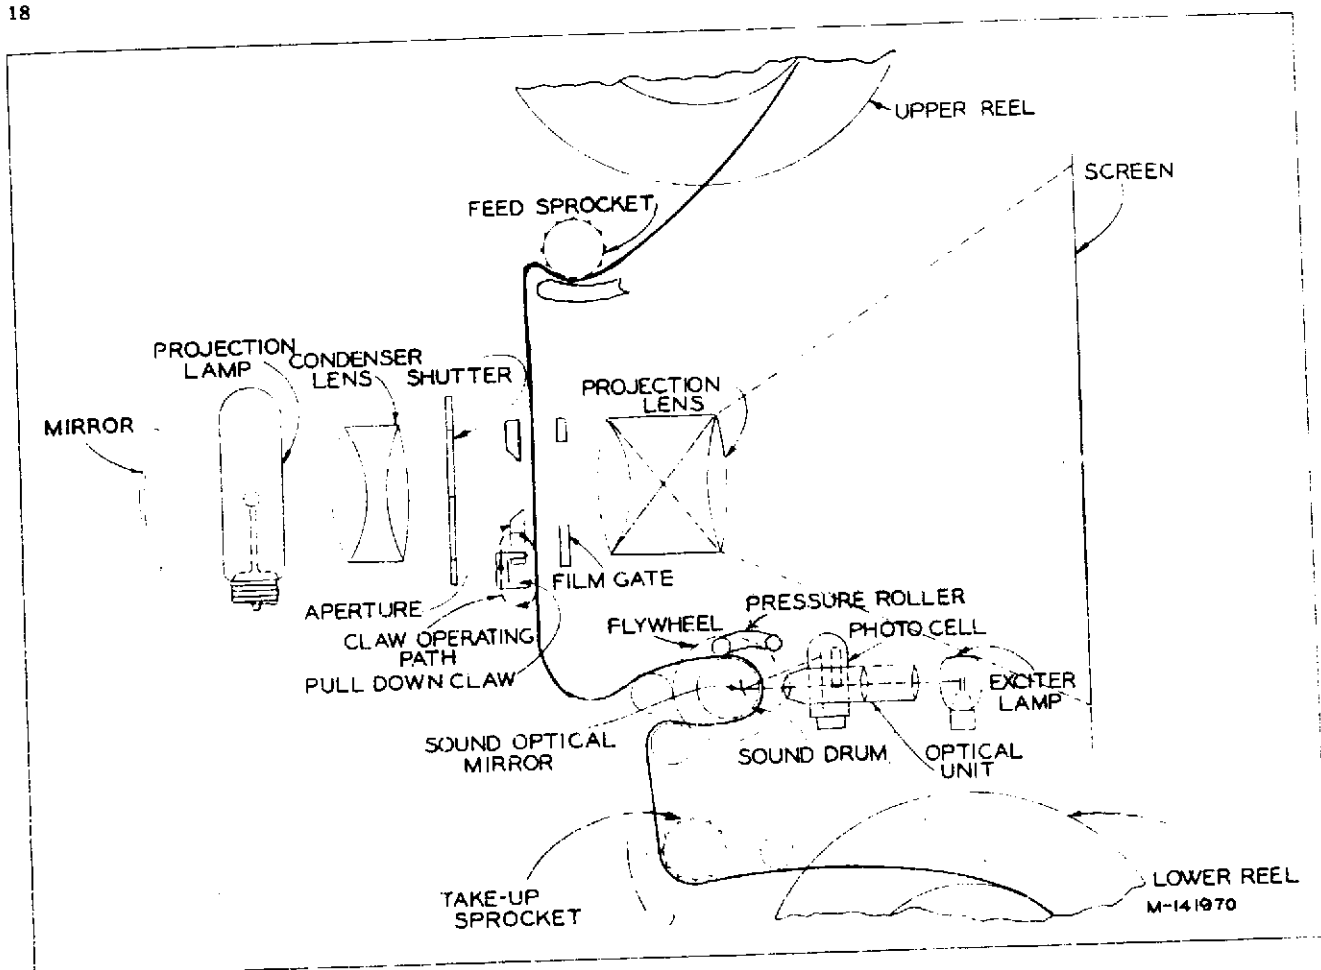 18
UPPER REEL
SCREEN
FEED SPROCKET
PROJECTION
LAMP
CONDENSER
LENS
SHUTTER
PROJECTION
LENS
MIRROR
APERTURE
FILM GATE
CLAW OPERATING
PATH
PULL DOWN CLAW
FLYWHEEL
PRESSURE ROLLER
PHOTO CELL
EXCITER
LAMP
SOUND OPTICAL
MIRROR
SOUND DRUM
OPTICAL
UNIT
TAKE-UP
SPROCKET
LOWER REEL
M-141970